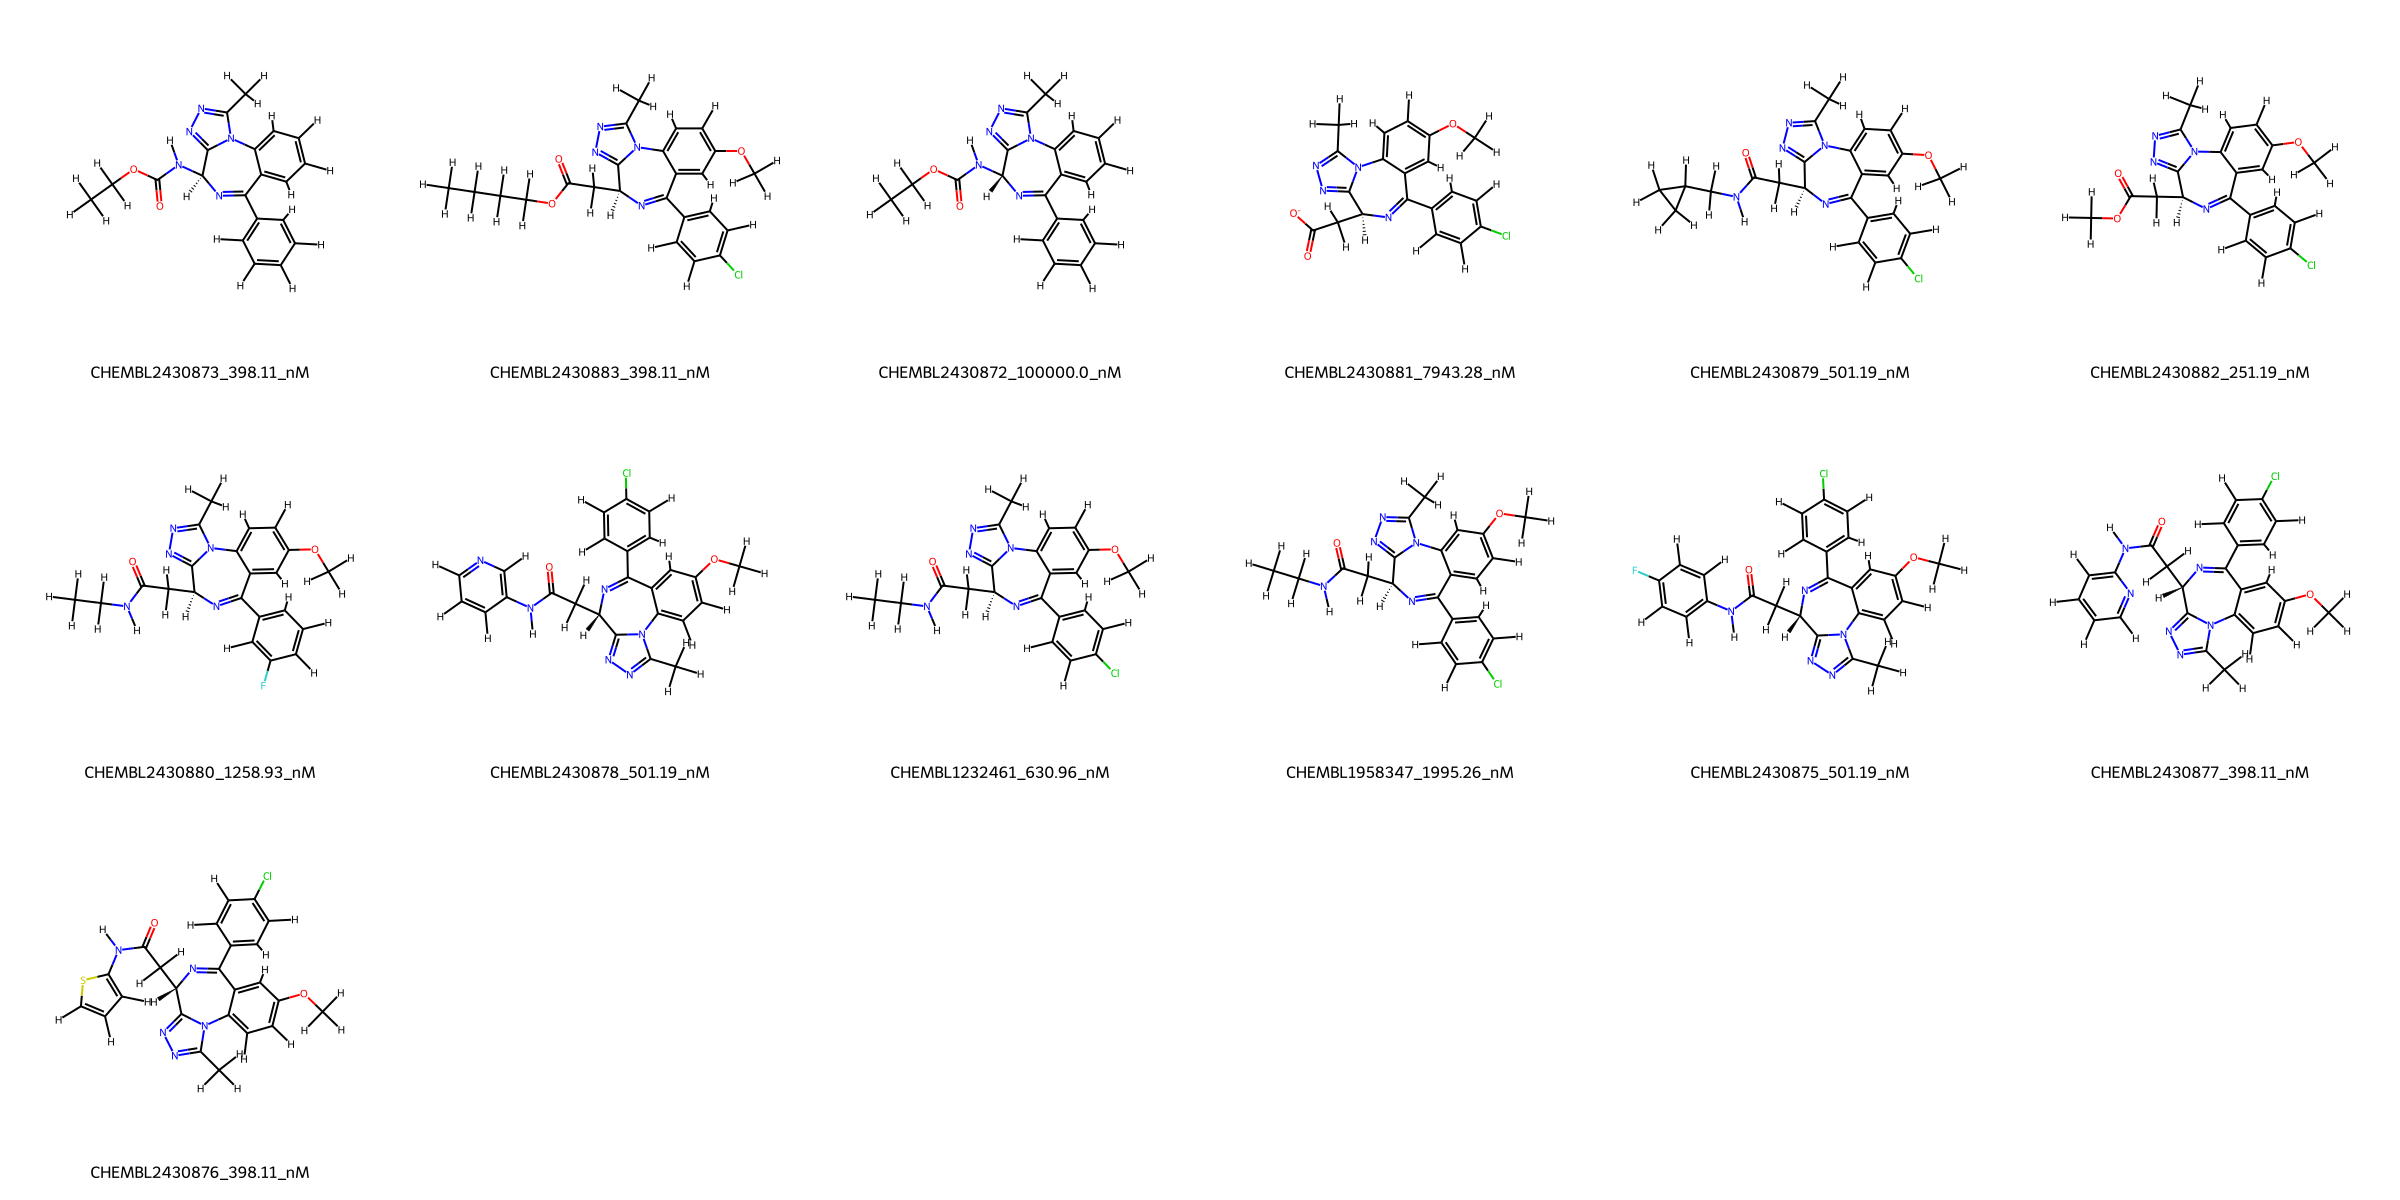 CHEMBL2430873_398.11_nM
CHEMBL2430883_398.11_nM
CHEMBL2430872_100000.0_nM
CHEMBL2430881_7943.28_nM
CHEMBL2430879_501.19_nM
CHEMBL2430882_251.19_nM
CHEMBL2430880_1258.93_nM
CHEMBL2430878_501.19_nM
CHEMBL1232461_630.96_nM
CHEMBL1958347_1995.26_nM
CHEMBL2430875_501.19_nM
CHEMBL2430877_398.11_nM
CHEMBL2430876_398.11_nM